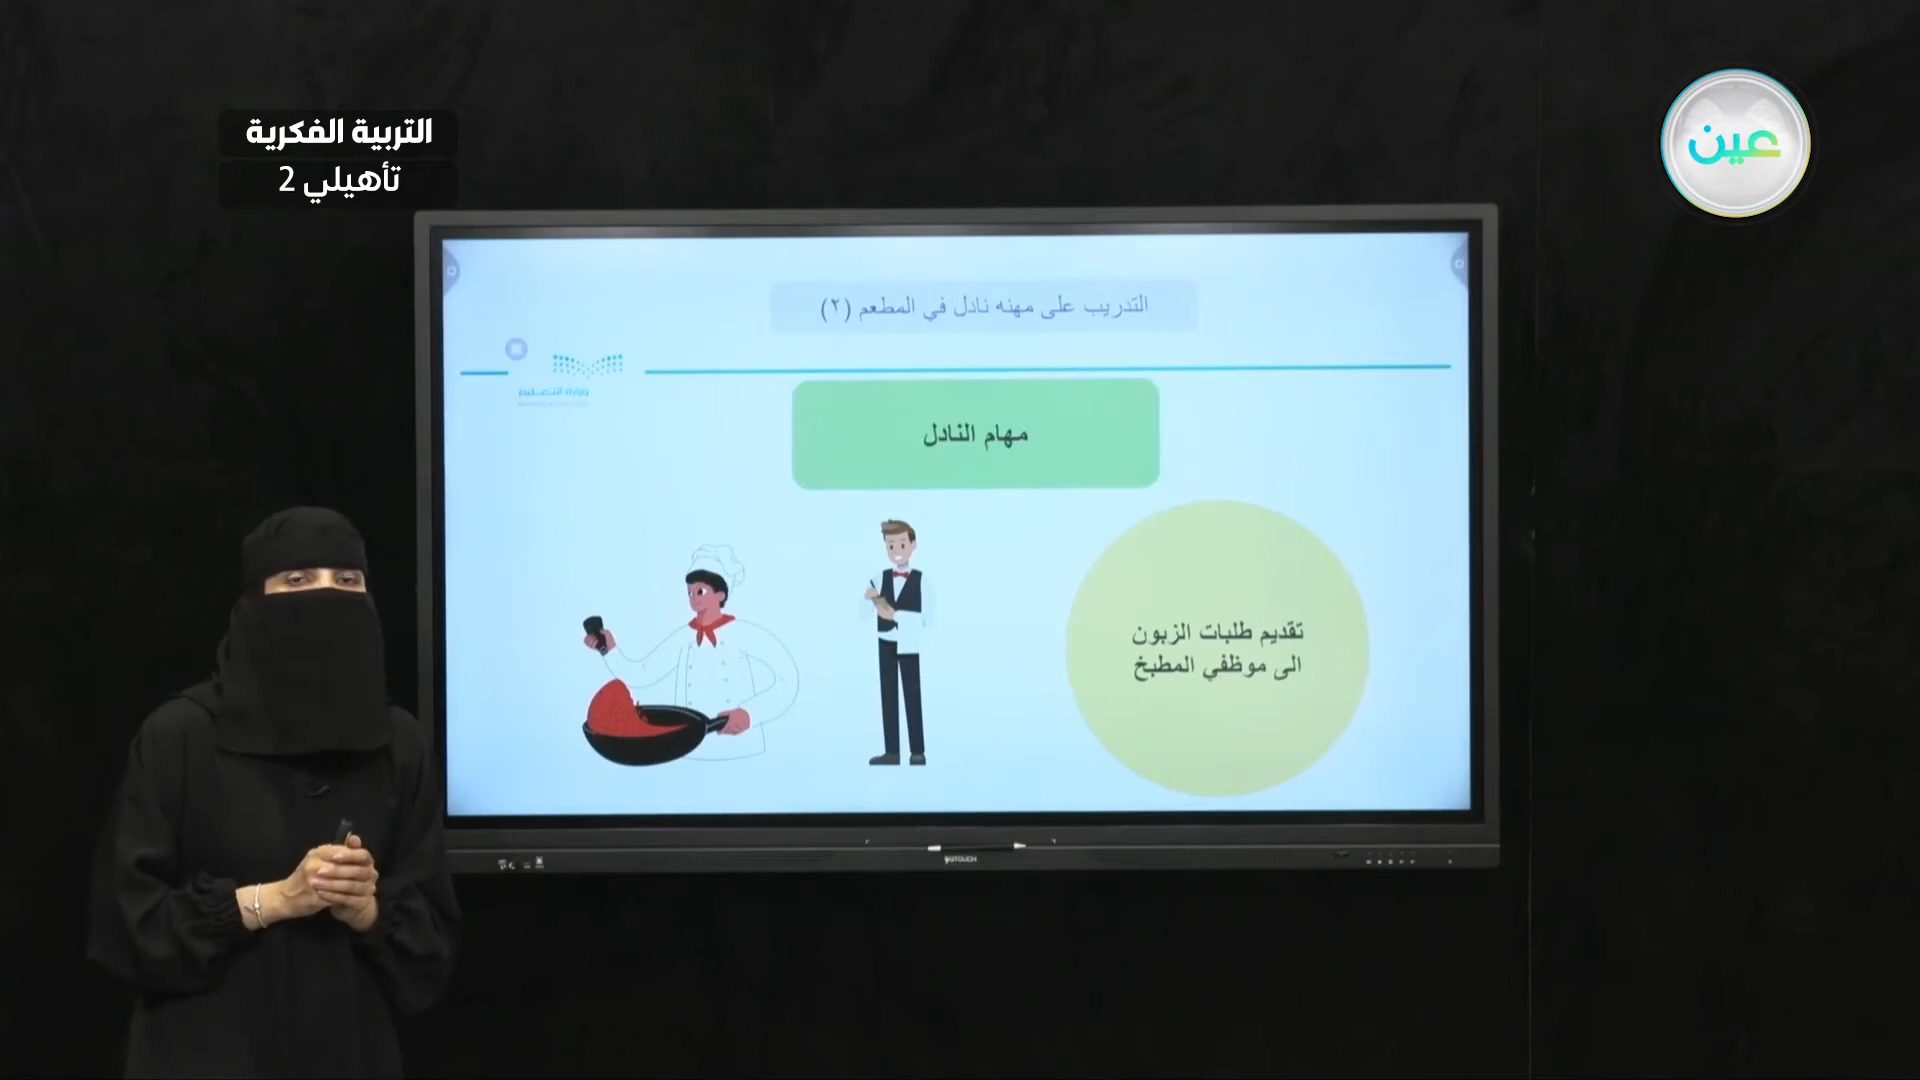 التربية الفكرية
تأهيلي 2
عين
التدريب على مهنه نادل في المطعم (٢)
وزارة التعليم
مهام النادل
تقديم طلبات الزبون
الى موظفي المطبخ